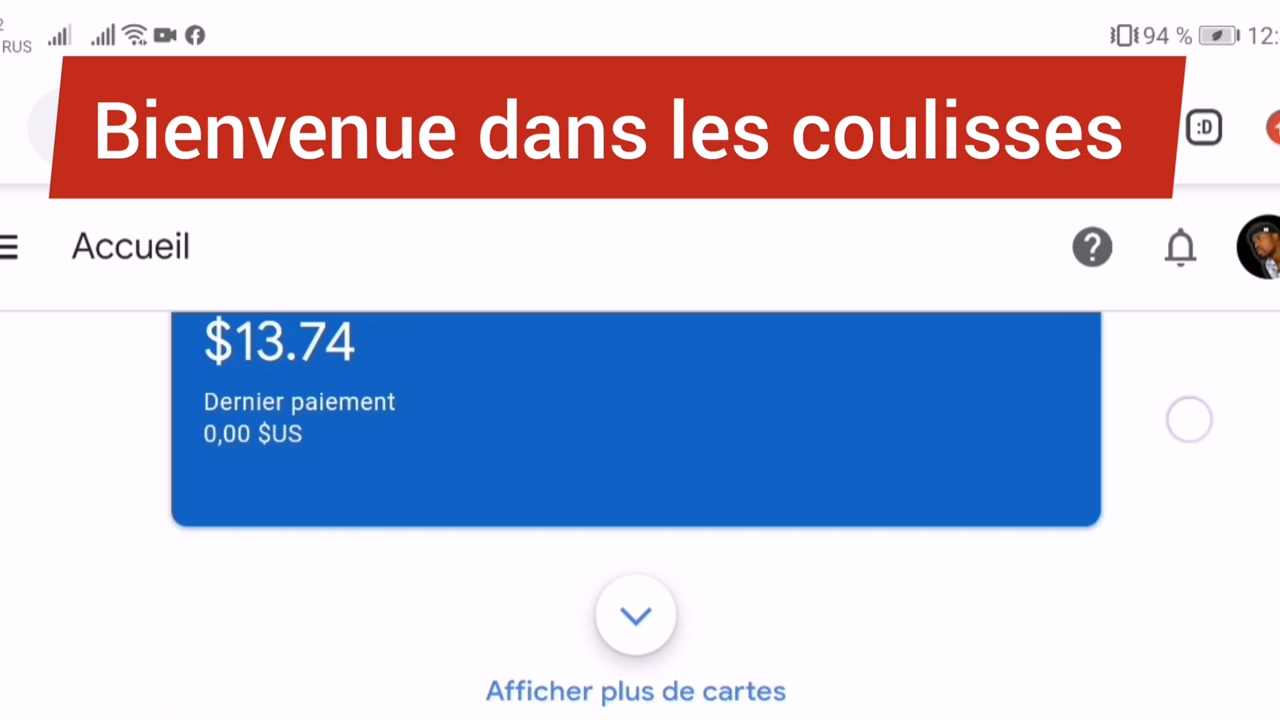 2
RUS
94 %
12:
Bienvenue dans les coulisses
:D
Accueil
$13.74
Dernier paiement
0,00 $US
Afficher plus de cartes